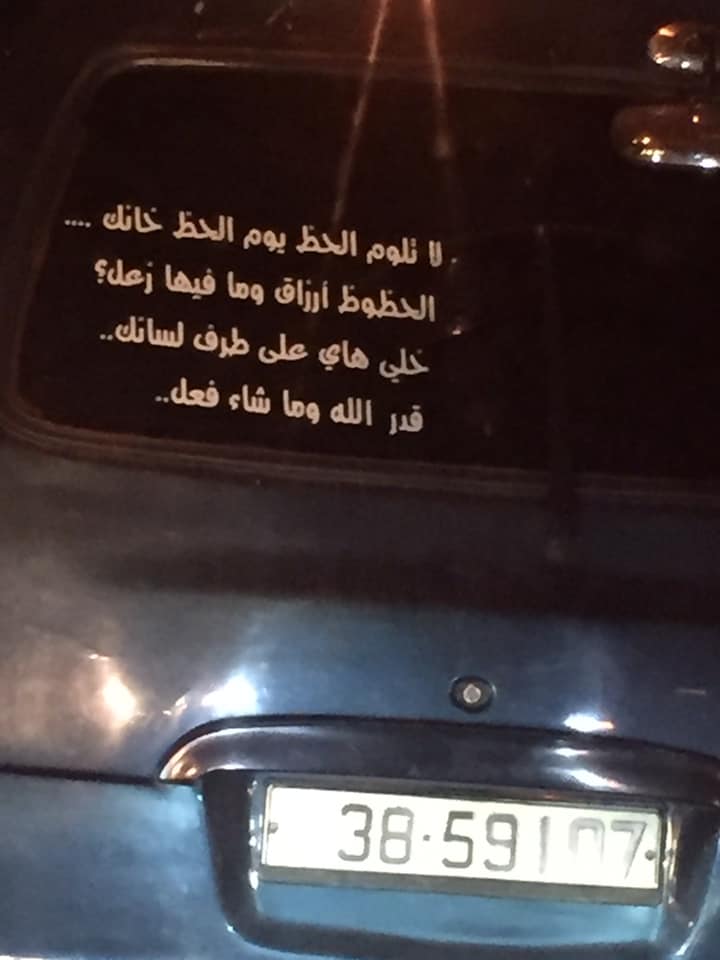 لا تلوم الحظ يوم الحظ خانك ....
الحظوظ أرزاق وما فيها زعل؟
خلي هاي على طرف لسانك..
قدر الله وما شاء فعل..
38-59107